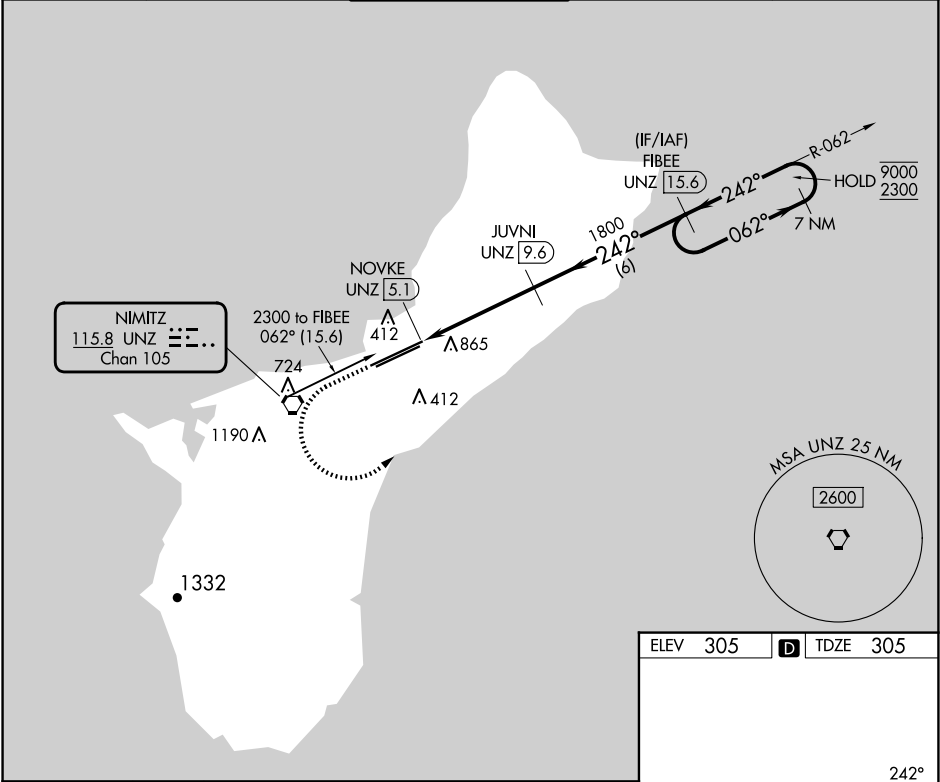 R-062
(IF/IAF)
FIBEE
UNZ 15.6
HOLD 9000
2300
242°
062°
7 NM
1800
242°
(6)
JUVNI
UNZ 9.6
NOVKE
UNZ 5.1
NIMITZ
115.8 UNZ
Chan 105
2300 to FIBEE
062° (15.6)
412
865
724
412
1190
MSA UNZ 25 NM
2600
1332
ELEV 305 D TDZE 305
242°